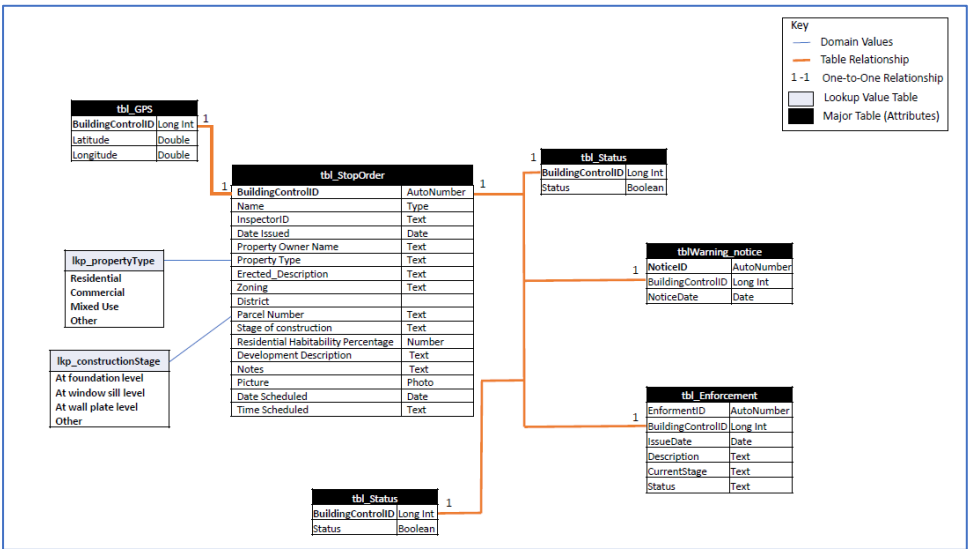 Key
Domain Values
Table Relationship
1 -1 One-to-One Relationship
Lookup Value Table
Major Table (Attributes)
tbl_GPS
BuildingControlID Long Int
Latitude Double
Longitude Double
1
1
tbl_StopOrder
BuildingControlID AutoNumber
Name Type
InspectorID Text
Date Issued Date
Property Owner Name Text
Property Type Text
Erected_Description Text
Zoning Text
District
Parcel Number Text
Stage of construction Text
Residential Habitability Percentage Number
Development Description Text
Notes Text
Picture Photo
Date Scheduled Date
Time Scheduled Text
1
lkp_propertyType
Residential
Commercial
Mixed Use
Other
lkp_constructionStage
At foundation level
At window sill level
At wall plate level
Other
1
tbl_Status
BuildingControlID Long Int
Status Boolean
1
tblWarning_notice
NoticeID AutoNumber
BuildingControlID Long Int
NoticeDate Date
1
tbl_Enforcement
EnformentID AutoNumber
BuildingControlID Long Int
IssueDate Date
Description Text
CurrentStage Text
Status Text
tbl_Status
BuildingControlID Long Int
Status Boolean
1